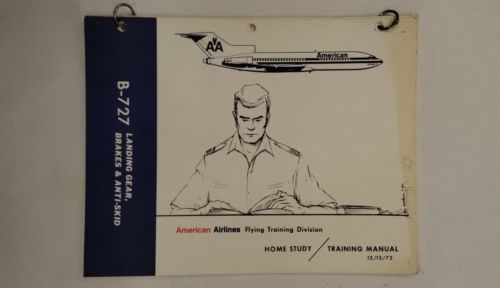 B-727
LANDING GEAR,
BRAKES & ANTI-SKID
AA
American
American Airlines Flying Training Division
HOME STUDY / TRAINING MANUAL
12/15/72